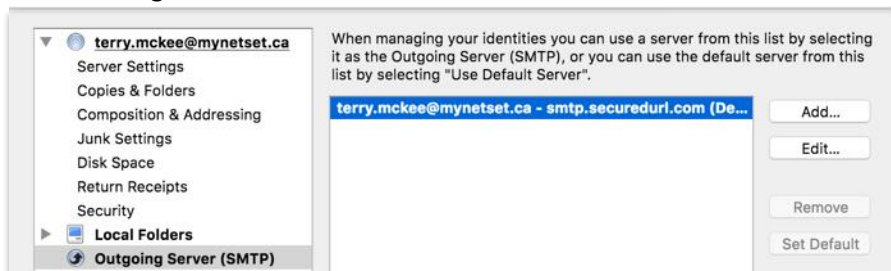 terry.mckee@mynetset.ca
Server Settings
Copies & Folders
Composition & Addressing
Junk Settings
Disk Space
Return Receipts
Security
Local Folders
Outgoing Server (SMTP)
When managing your identities you can use a server from this list by selecting
it as the Outgoing Server (SMTP), or you can use the default server from this
list by selecting "Use Default Server".
terry.mckee@mynetset.ca - smtp.securedurl.com (De...
Add...
Edit...
Remove
Set Default